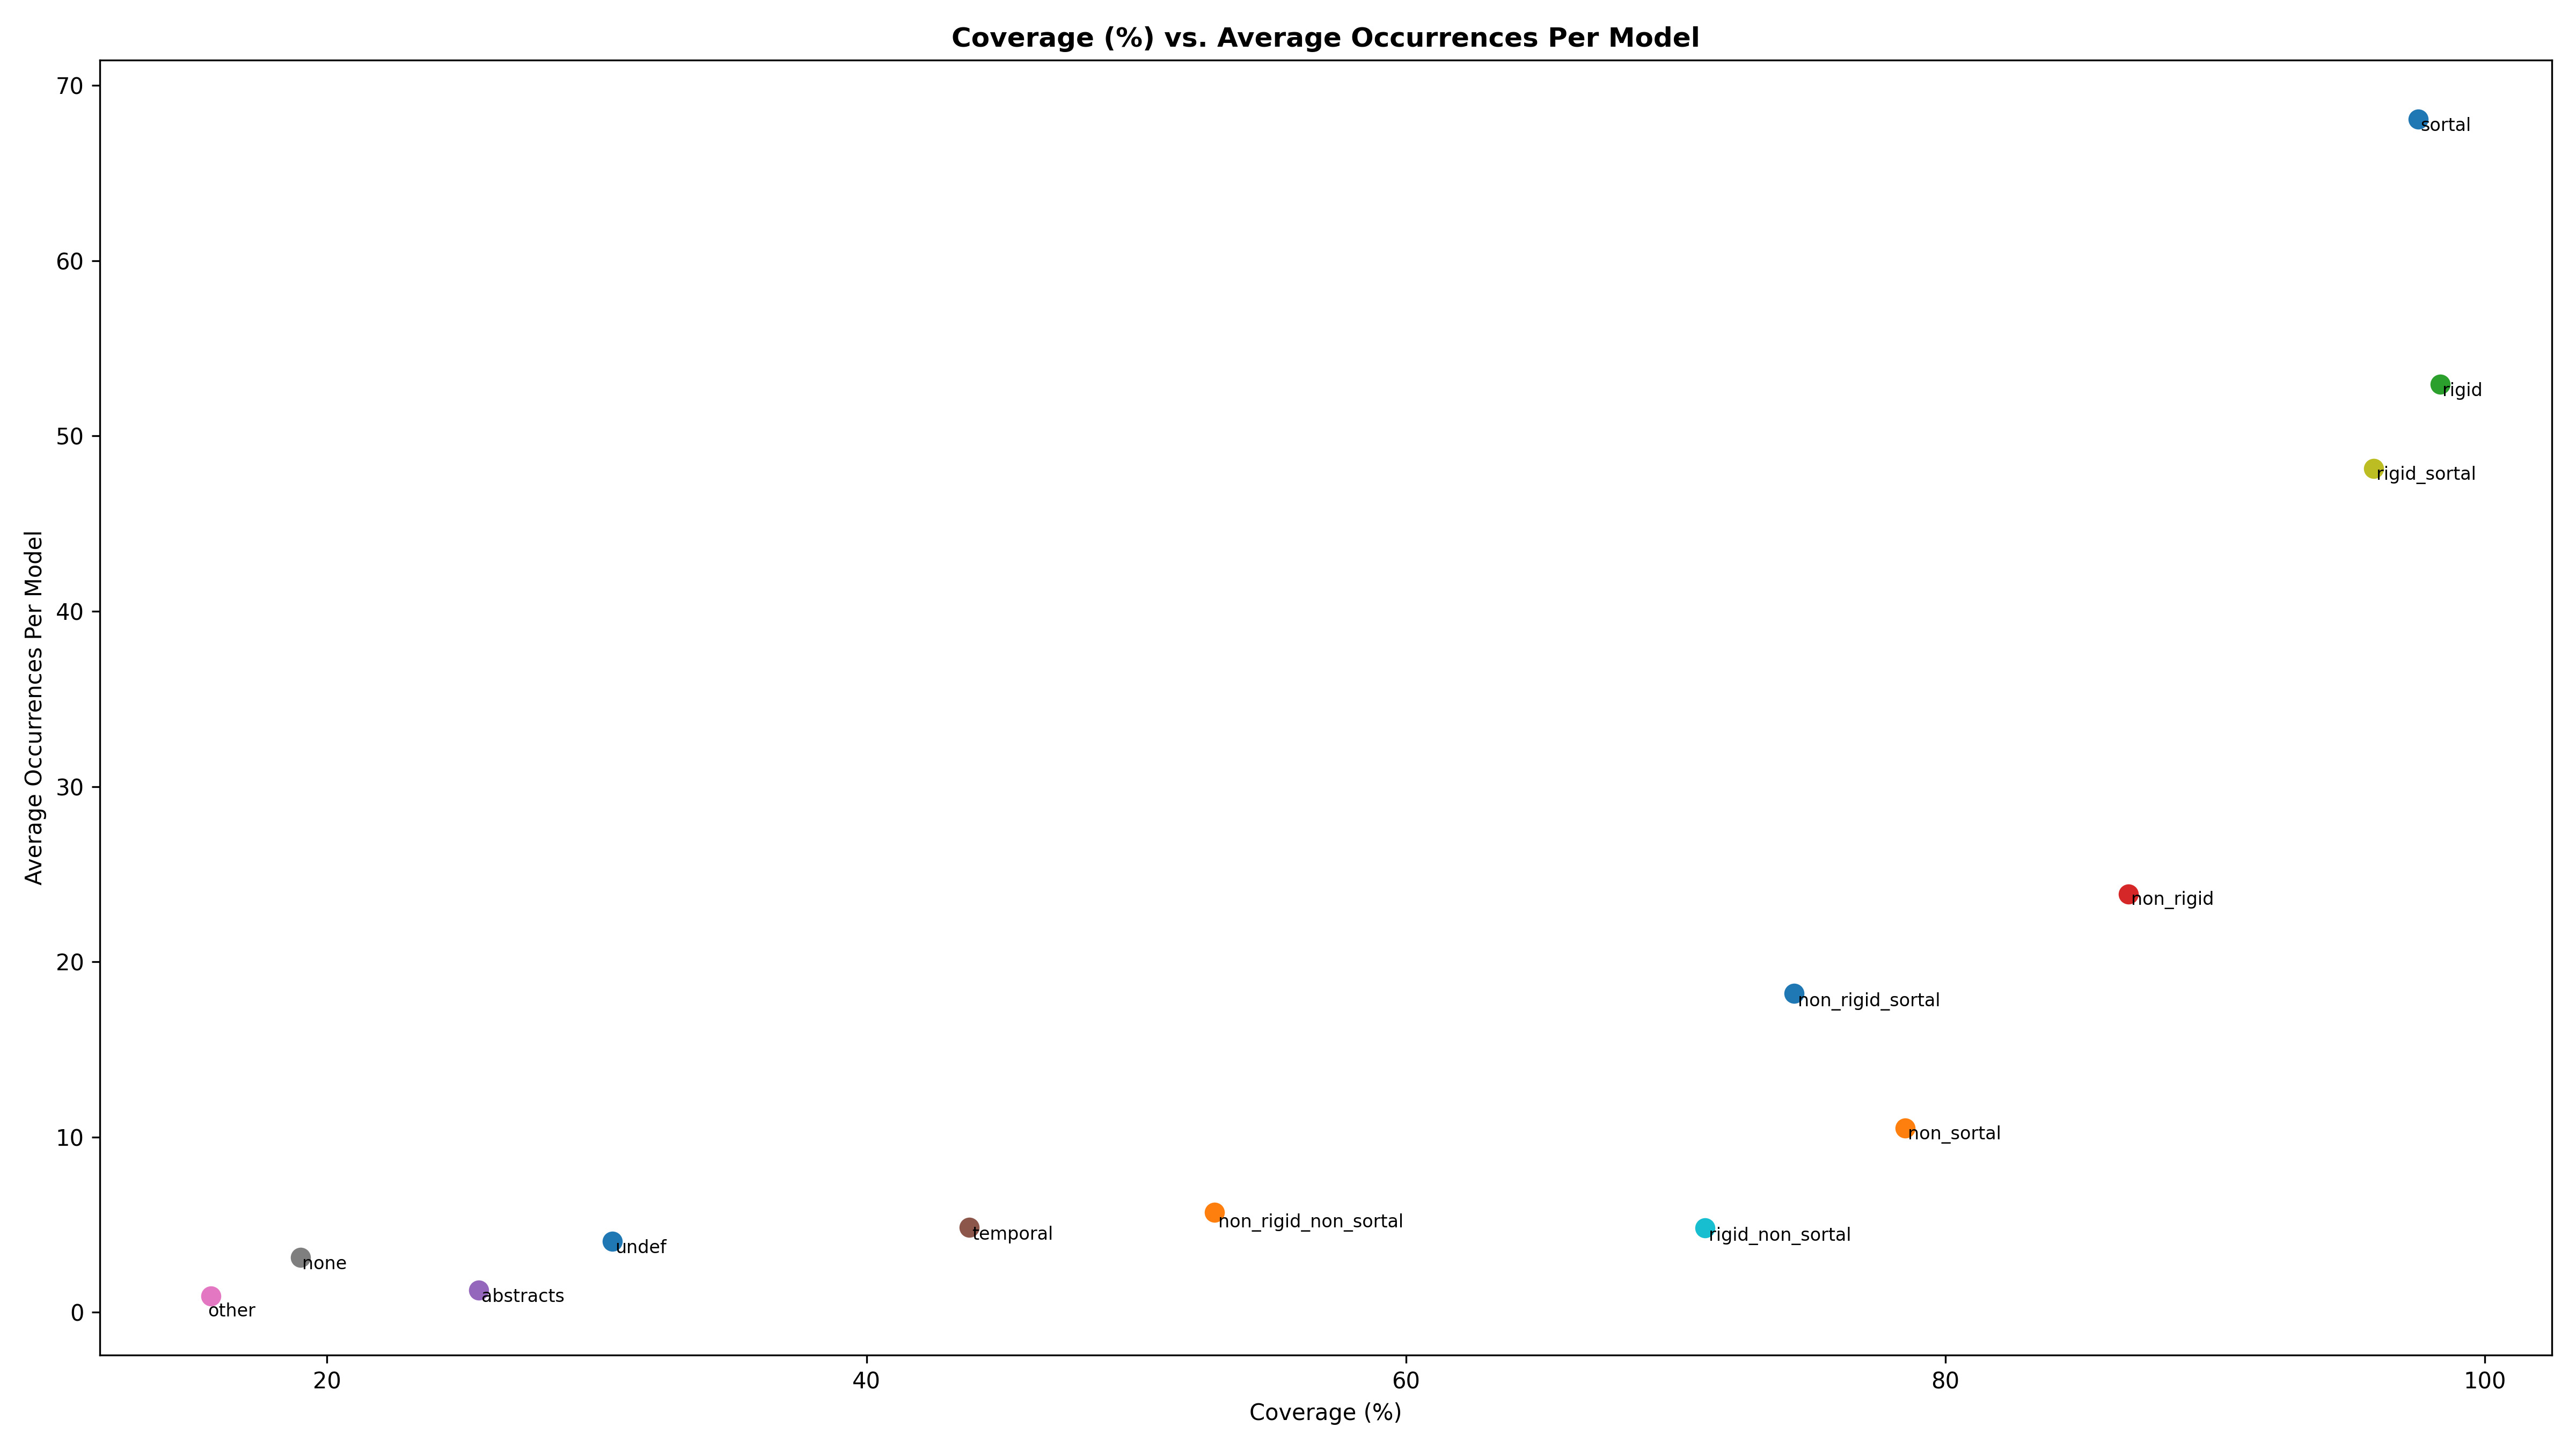 Coverage (%) vs. Average Occurrences Per Model
70
60
50
40
30
20
10
0
Average Occurrences Per Model
sortal
rigid
rigid_sortal
non_rigid
non_rigid_sortal
non_sortal
non_rigid_non_sortal
rigid_non_sortal
temporal
undef
none
abstracts
other
20
40
60
80
100
Coverage (%)